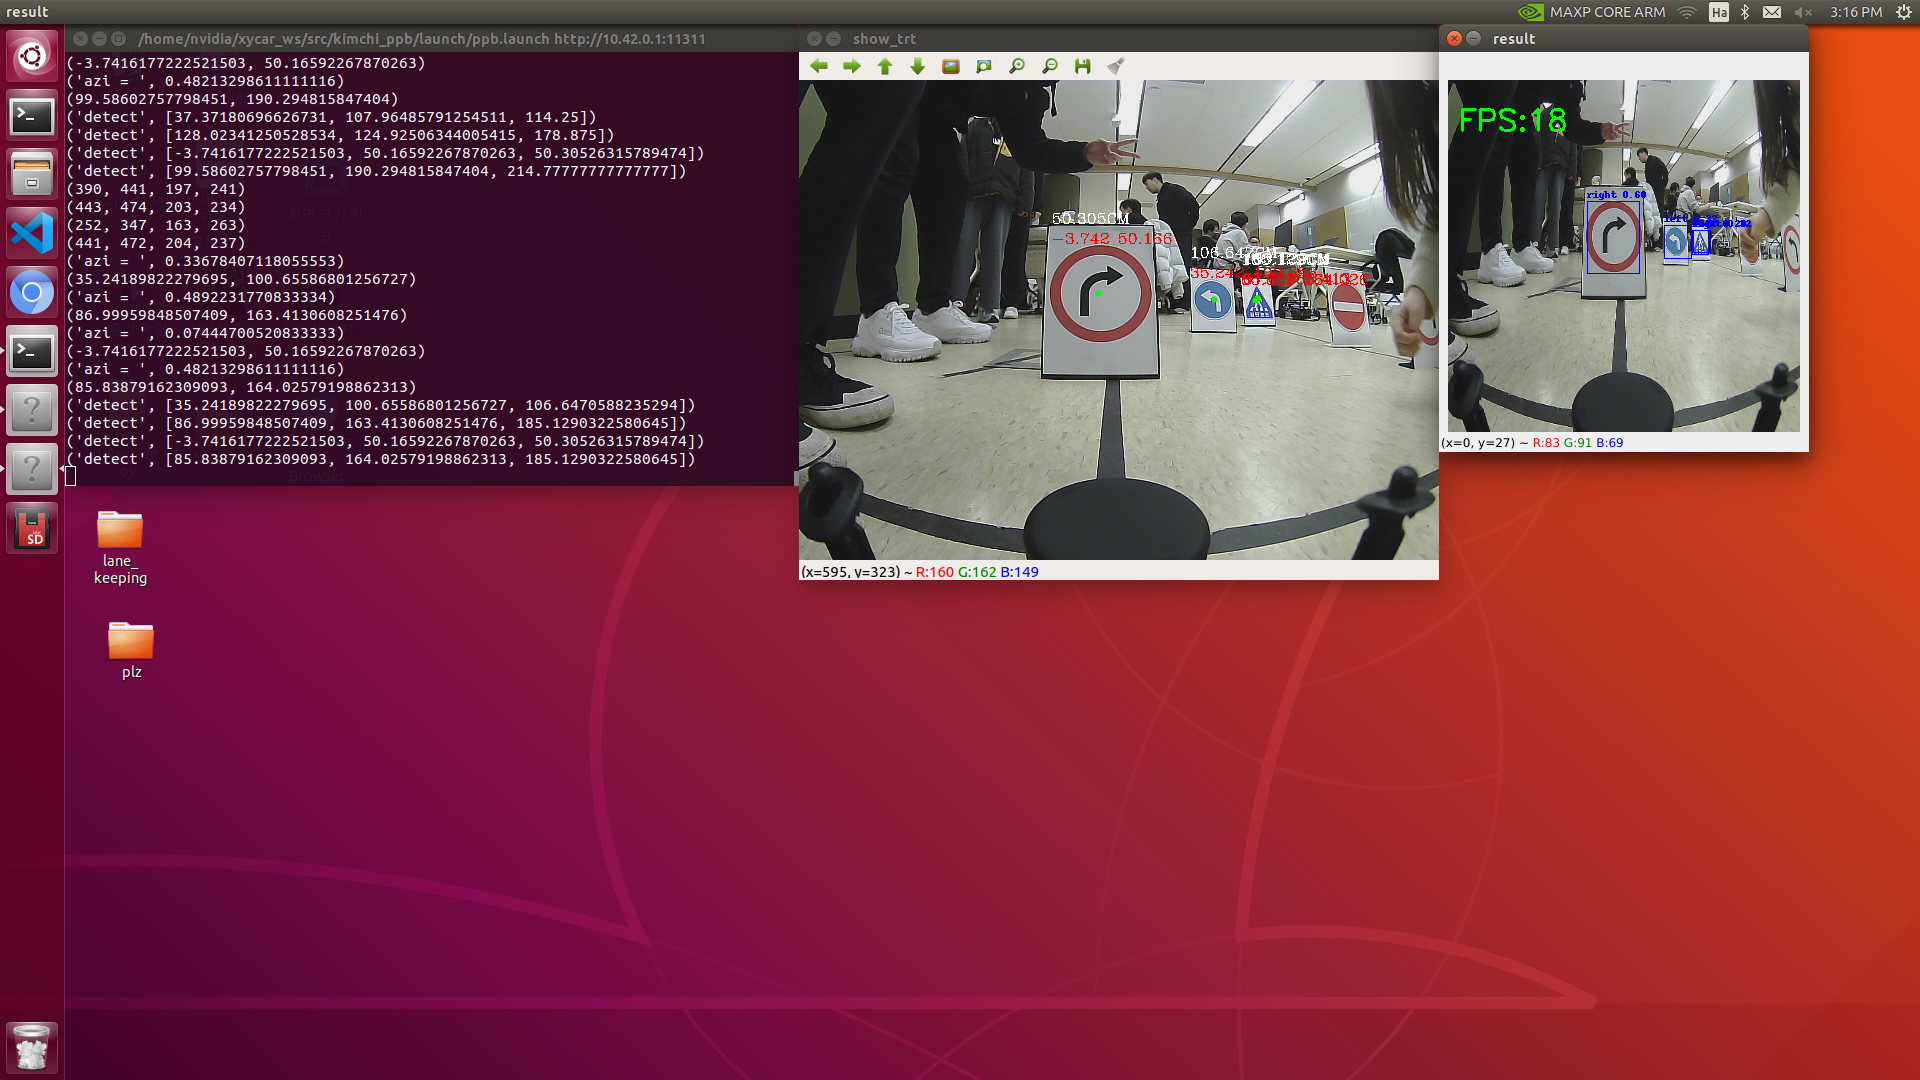 result
MAXP CORE ARM
Ha
3:16 PM
/home/nvidia/xycar_ws/src/kimchi_ppb/launch/ppb.launch http://10.42.0.1:11311
(-3.7416177222521503, 50.16592267870263)
('azi = ', 0.48213298611111116)
(99.58602757798451, 190.294815847404)
('detect', [37.37180696626731, 107.96485791254511, 114.25])
('detect', [128.02341250528534, 124.92506344005415, 178.875])
('detect', [-3.7416177222521503, 50.16592267870263, 50.30526315789474])
('detect', [99.58602757798451, 190.294815847404, 214.77777777777777])
(390, 441, 197, 241)
(443, 474, 203, 234)
(252, 347, 163, 263)
(441, 472, 204, 237)
('azi = ', 0.33678407118055553)
(35.24189822279695, 100.65586801256727)
('azi = ', 0.4892231770833334)
(86.99959848507409, 163.4130608251476)
('azi = ', 0.07444700520833333)
(-3.7416177222521503, 50.16592267870263)
('azi = ', 0.48213298611111116)
(85.83879162309093, 164.02579198862313)
('detect', [35.24189822279695, 100.65586801256727, 106.6470588235294])
('detect', [86.99959848507409, 163.4130608251476, 185.1290322580645])
('detect', [-3.7416177222521503, 50.16592267870263, 50.30526315789474])
('detect', [85.83879162309093, 164.02579198862313, 185.1290322580645])
Browser
show_trt
50.305CM
-3.742 50.166
106.647CM
(x=595, y=323) ~ R:160 G:162 B:149
result
FPS:18
right 0.60
left
(x=0, y=27) ~ R:83 G:91 B:69
SD
lane_
keeping
plz